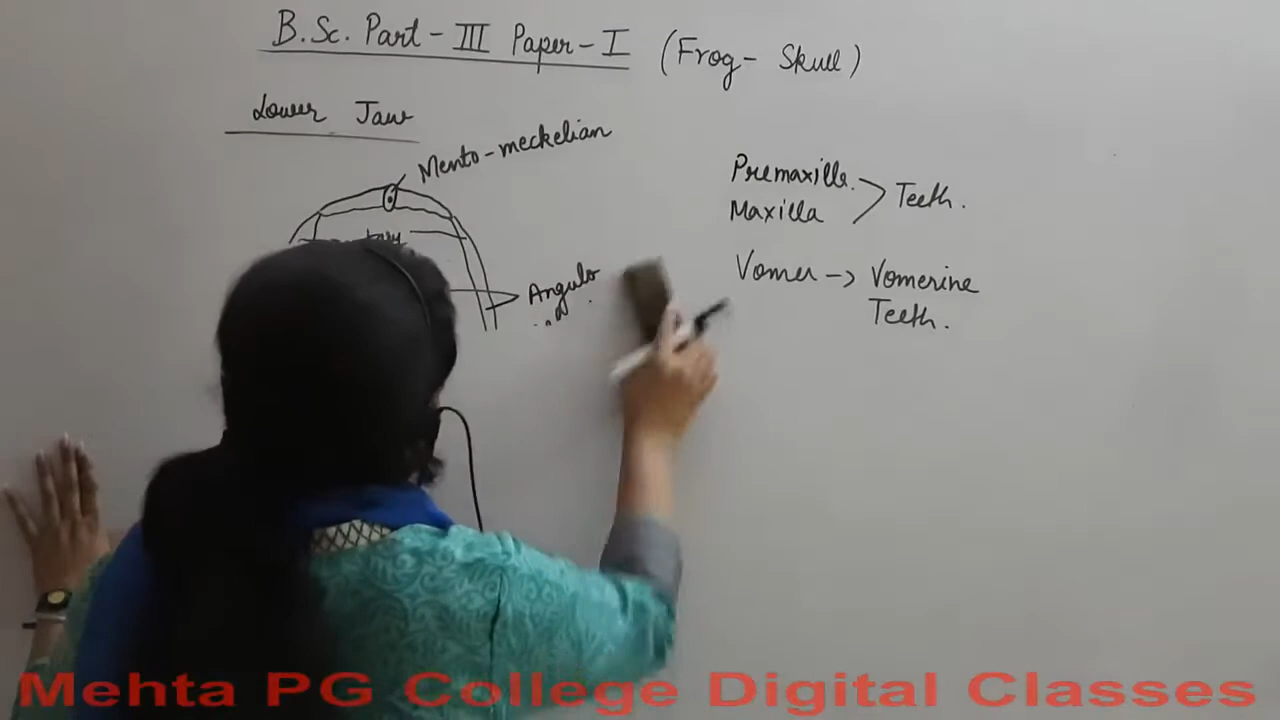 B.Sc. Part - III Paper - I (Frog - Skull)
Lower Jaw
Mento - meckelian
Angulo
Premaxilla
Maxilla
Teeth.
Vomer -> Vomerine
Teeth.
Mehta PG College Digital Classes